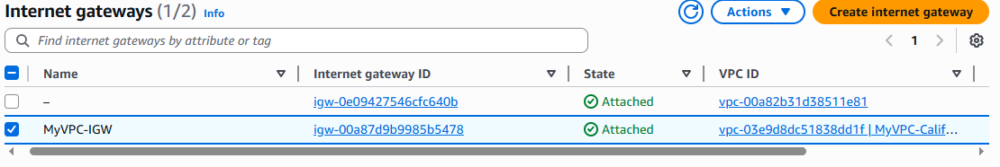 Internet gateways (1/2) Info Actions Create internet gateway
Find internet gateways by attribute or tag 1
Name Internet gateway ID State VPC ID
– igw-0e09427546cfc640b Attached vpc-00a82b31d38511e81
MyVPC-IGW igw-00a87d9b9985b5478 Attached vpc-03e9d8dc51838dd1f | MyVPC-Calif…